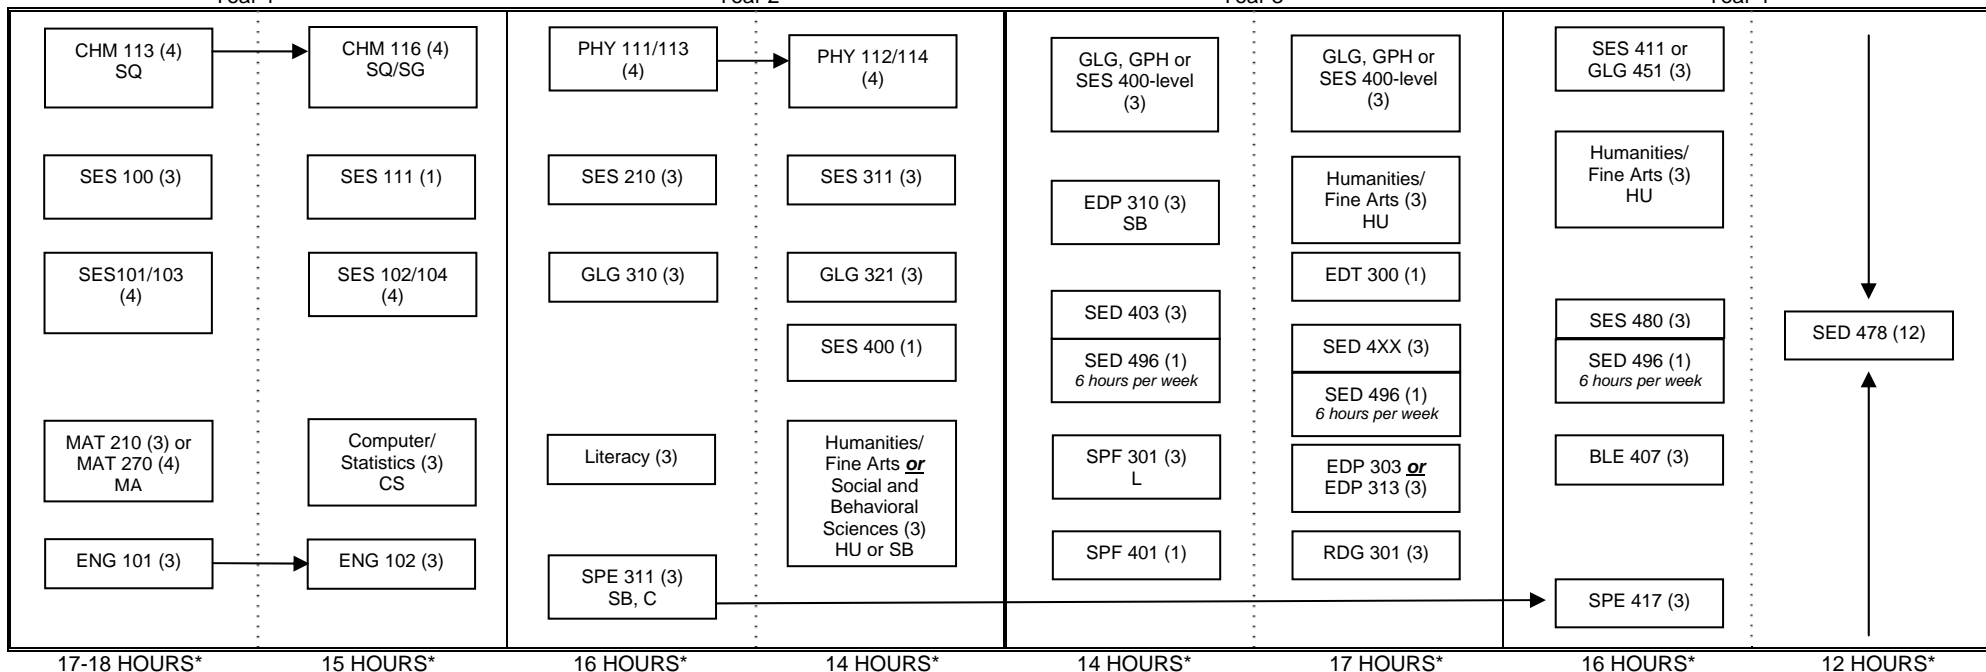 CHM 113 (4)
SQ
SES 100 (3)
SES101/103
(4)
MAT 210 (3) or
MAT 270 (4)
MA
ENG 101 (3)
17-18 HOURS*
CHM 116 (4)
SQ/SG
SES 111 (1)
SES 102/104
(4)
Computer/
Statistics (3)
CS
ENG 102 (3)
15 HOURS*
PHY 111/113
(4)
SES 210 (3)
GLG 310 (3)
Literacy (3)
SPE 311 (3)
SB, C
16 HOURS*
PHY 112/114
(4)
SES 311 (3)
GLG 321 (3)
SES 400 (1)
Humanities/
Fine Arts or
Social and
Behavioral
Sciences (3)
HU or SB
14 HOURS*
GLG, GPH or
SES 400-level
(3)
EDP 310 (3)
SB
SED 403 (3)
SED 496 (1)
6 hours per week
SPF 301 (3)
L
SPF 401 (1)
14 HOURS*
GLG, GPH or
SES 400-level
(3)
Humanities/
Fine Arts (3)
HU
EDT 300 (1)
SED 4XX (3)
SED 496 (1)
6 hours per week
EDP 303 or
EDP 313 (3)
RDG 301 (3)
17 HOURS*
SES 411 or
GLG 451 (3)
Humanities/
Fine Arts (3)
HU
SES 480 (3)
SED 496 (1)
6 hours per week
BLE 407 (3)
SPE 417 (3)
16 HOURS*
SED 478 (12)
12 HOURS*